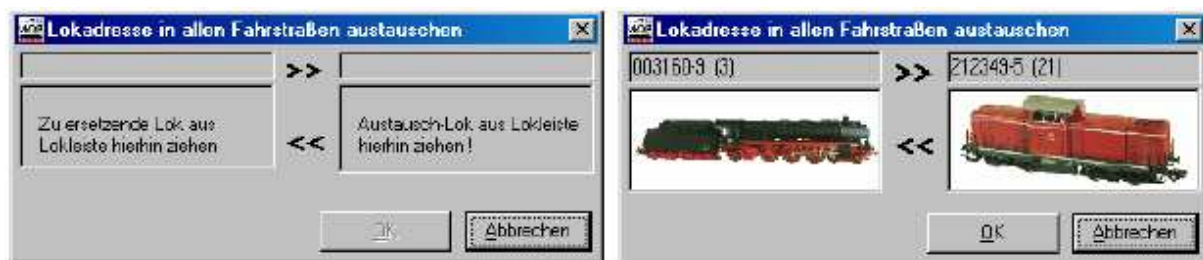 Lokadresse in allen Fahrstraßen austauschen
>>
Zu ersetzende Lok aus
Lokleiste hierhin ziehen
<<
Austausch-Lok aus Lokleiste
hierhin ziehen !
OK
Abbrechen
Lokadresse in allen Fahrstraßen austauschen
003160-9 (3)
>>
212349-5 (21)
<<
OK
Abbrechen